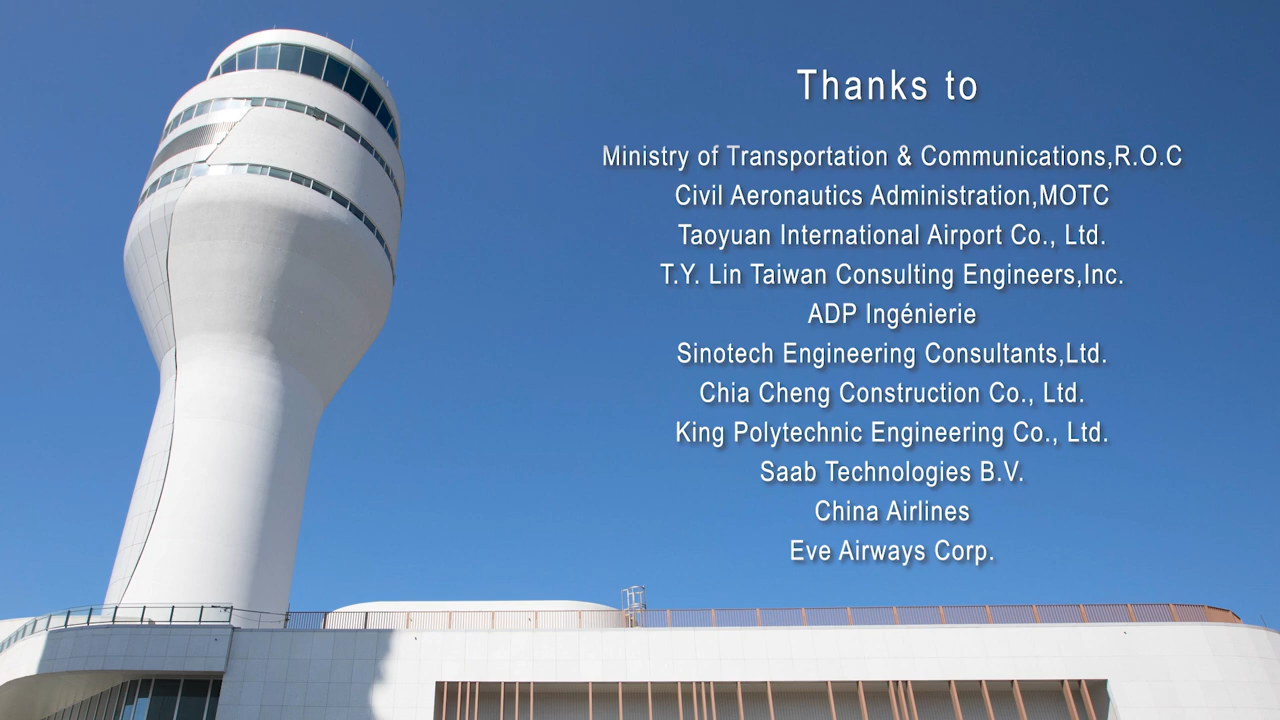 Thanks to
Ministry of Transportation & Communications,R.O.C
Civil Aeronautics Administration,MOTC
Taoyuan International Airport Co., Ltd.
T.Y. Lin Taiwan Consulting Engineers,Inc.
ADP Ingénierie
Sinotech Engineering Consultants,Ltd.
Chia Cheng Construction Co., Ltd.
King Polytechnic Engineering Co., Ltd.
Saab Technologies B.V.
China Airlines
Eve Airways Corp.